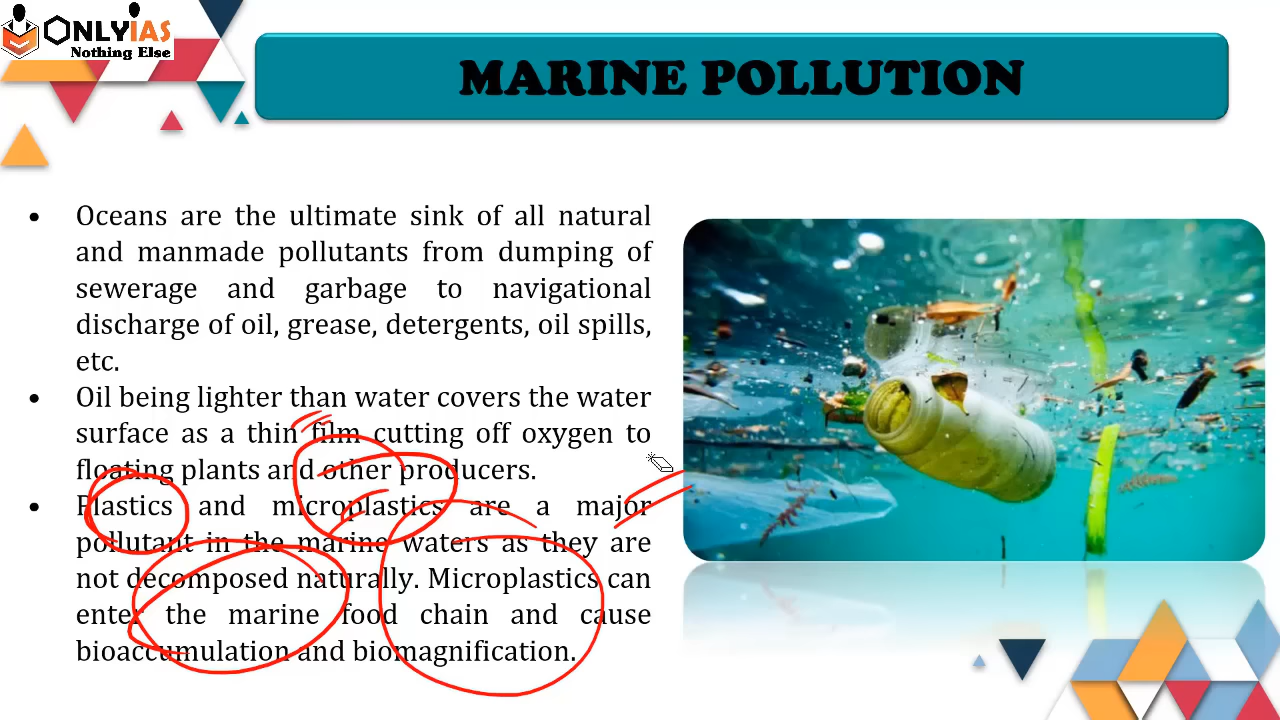 ONLYIAS
Nothing Else
MARINE POLLUTION
• Oceans are the ultimate sink of all natural
and manmade pollutants from dumping of
sewerage and garbage to navigational
discharge of oil, grease, detergents, oil spills,
etc.
• Oil being lighter than water covers the water
surface as a thin film cutting off oxygen to
floating plants and other producers.
• Plastics and microplastics are a major
pollutant in the marine waters as they are
not decomposed naturally. Microplastics can
enter the marine food chain and cause
bioaccumulation and biomagnification.